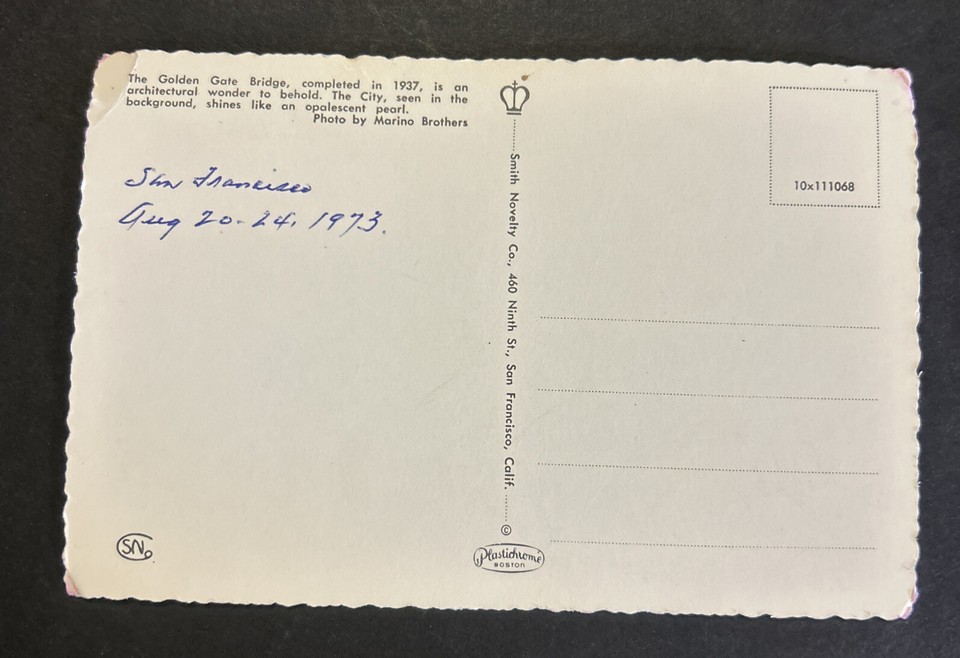 The Golden Gate Bridge, completed in 1937, is an
architectural wonder to behold. The City, seen in the
background, shines like an opalescent pearl.
Photo by Marino Brothers
San Francisco
Aug 20-24, 1973.
SN
Smith Novelty Co., 460 Ninth St., San Francisco, Calif. ©
Plastichrome
BOSTON
10x111068